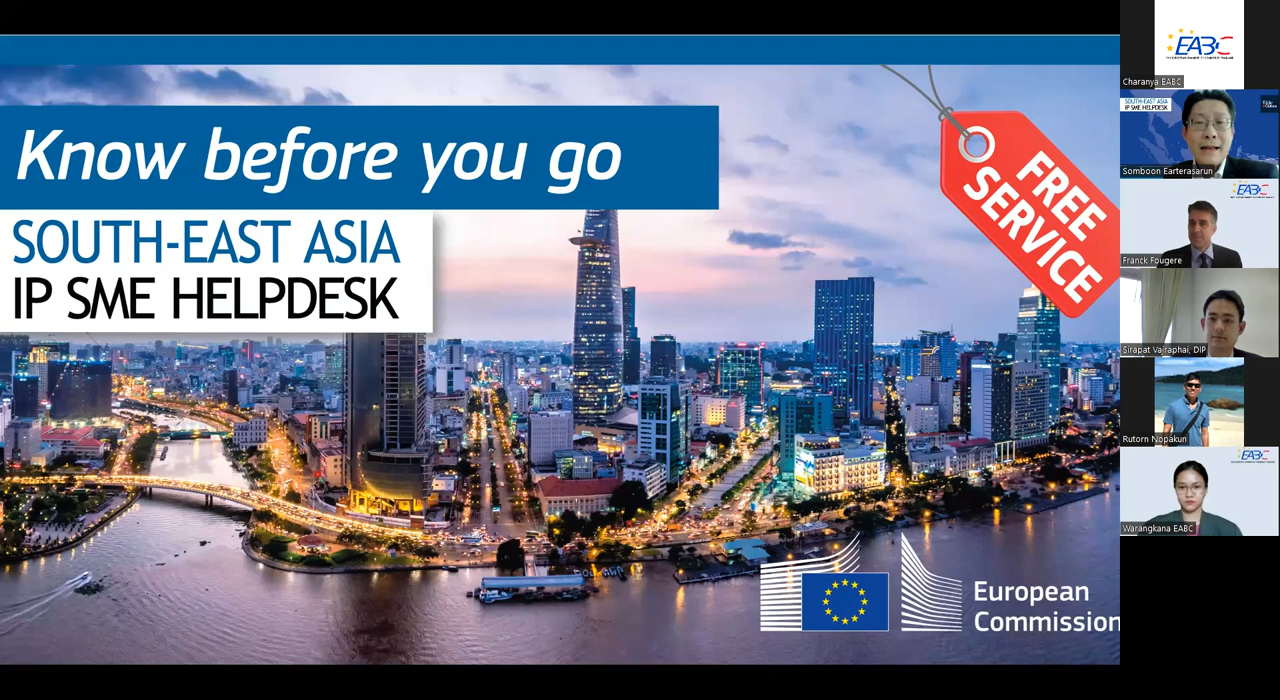 Know before you go
SOUTH-EAST ASIA
IP SME HELPDESK
FREE
SERVICE
European
Commission
EABC
Charanya EABC
SOUTH-EAST ASIA
IP SME HELPDESK
Somboon Earterasarun
EABC
Franck Fougere
Sirapat Vajraphai, DIP
Rutorn Nopakun
EABC
Warangkana EABC